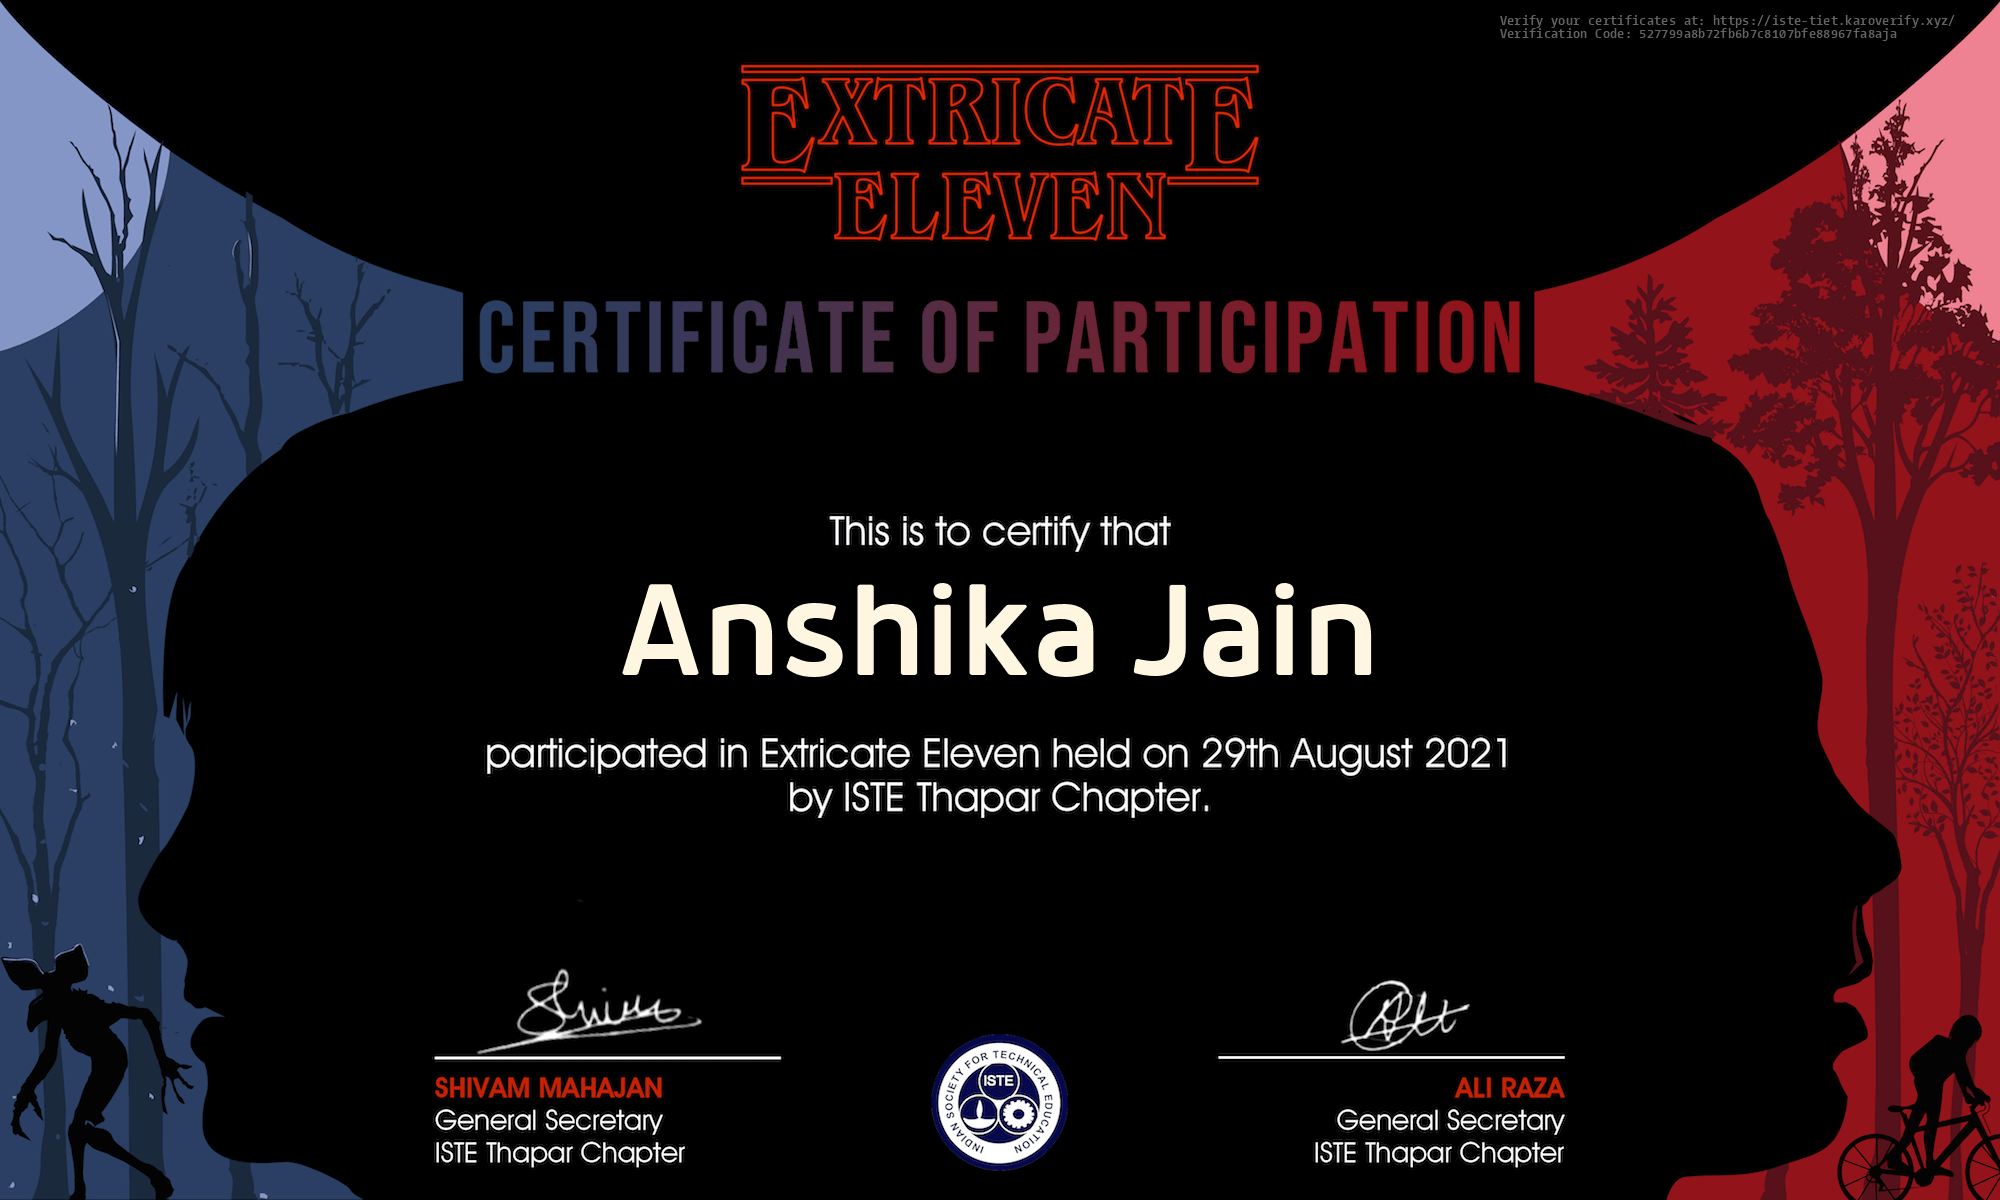 Verify your certificates at: https://iste-tiet.karoverify.xyz/
Verification Code: 527799a8b72fb6b7c8107bfe88967fa8aja
EXTRICATE
ELEVEN
CERTIFICATE OF PARTICIPATION
This is to certify that
Anshika Jain
participated in Extricate Eleven held on 29th August 2021
by ISTE Thapar Chapter.
SHIVAM MAHAJAN
General Secretary
ISTE Thapar Chapter
INDIAN SOCIETY FOR TECHNICAL EDUCATION
ISTE
ALI RAZA
General Secretary
ISTE Thapar Chapter